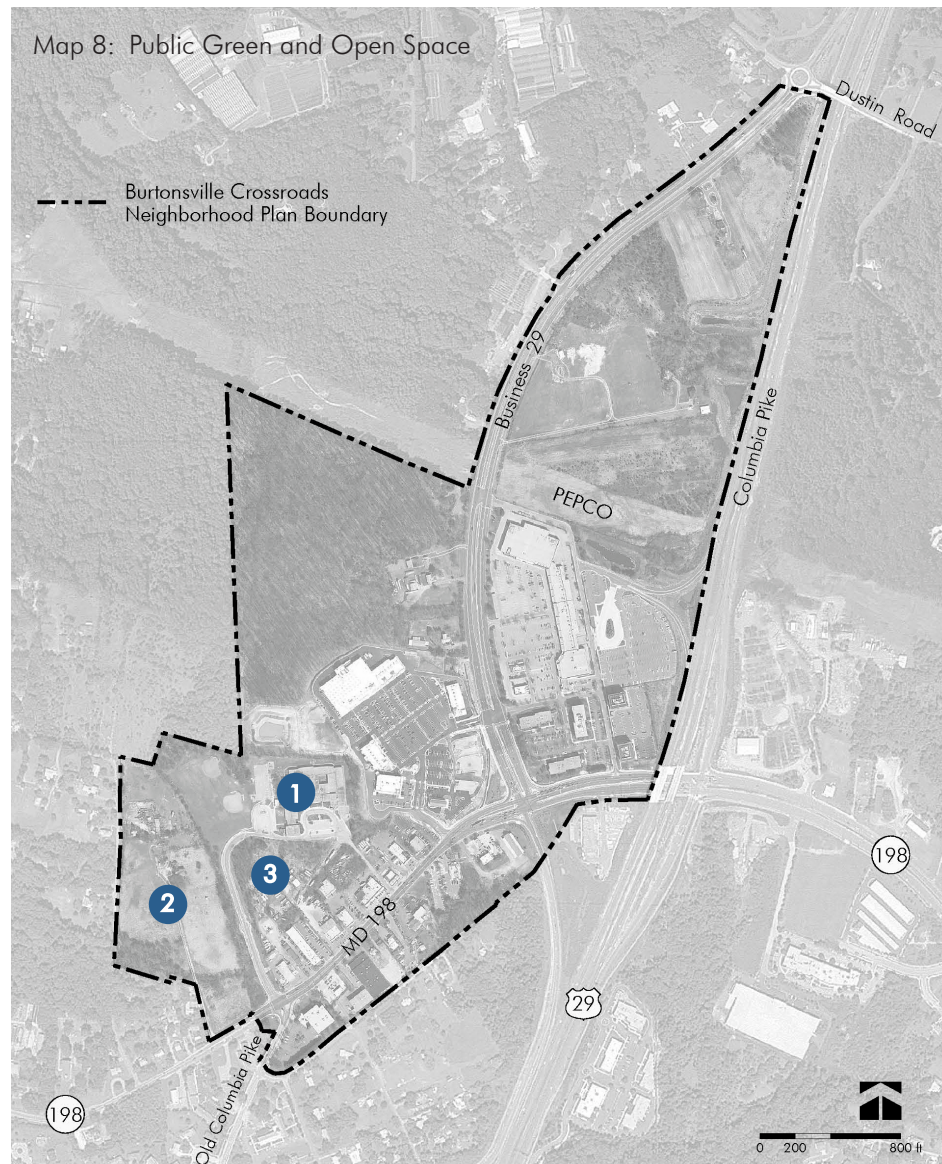 Map 8: Public Green and Open Space
Dustin Road
Burtonsville Crossroads
Neighborhood Plan Boundary
Business 29
Columbia Pike
PEPCO
1
3
2
MD 198
198
29
Old Columbia Pike
198
0 200 800 ft